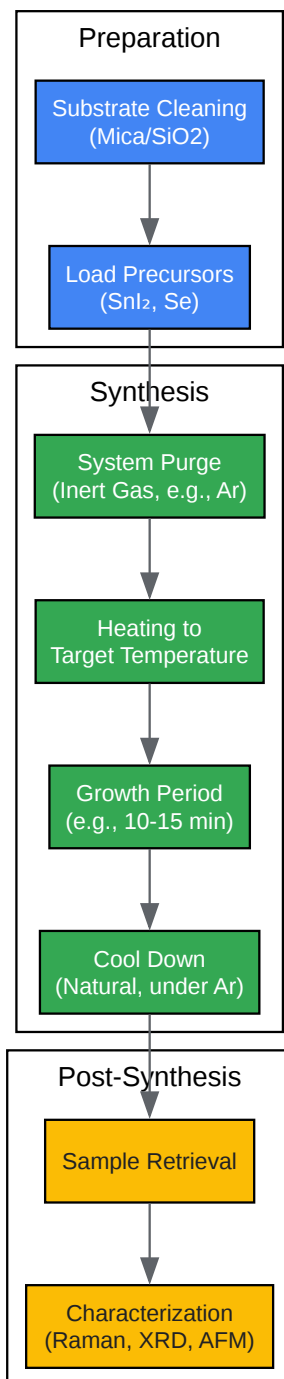 Preparation
Substrate Cleaning
(Mica/SiO2)
Load Precursors
(SnI₂, Se)
Synthesis
System Purge
(Inert Gas, e.g., Ar)
Heating to
Target Temperature
Growth Period
(e.g., 10-15 min)
Cool Down
(Natural, under Ar)
Post-Synthesis
Sample Retrieval
Characterization
(Raman, XRD, AFM)